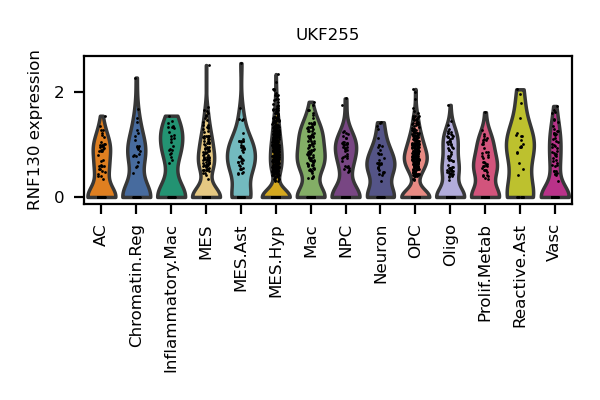 UKF255
RNF130 expression
2
0
AC
Chromatin.Reg
Inflammatory.Mac
MES
MES.Ast
MES.Hyp
Mac
NPC
Neuron
OPC
Oligo
Prolif.Metab
Reactive.Ast
Vasc